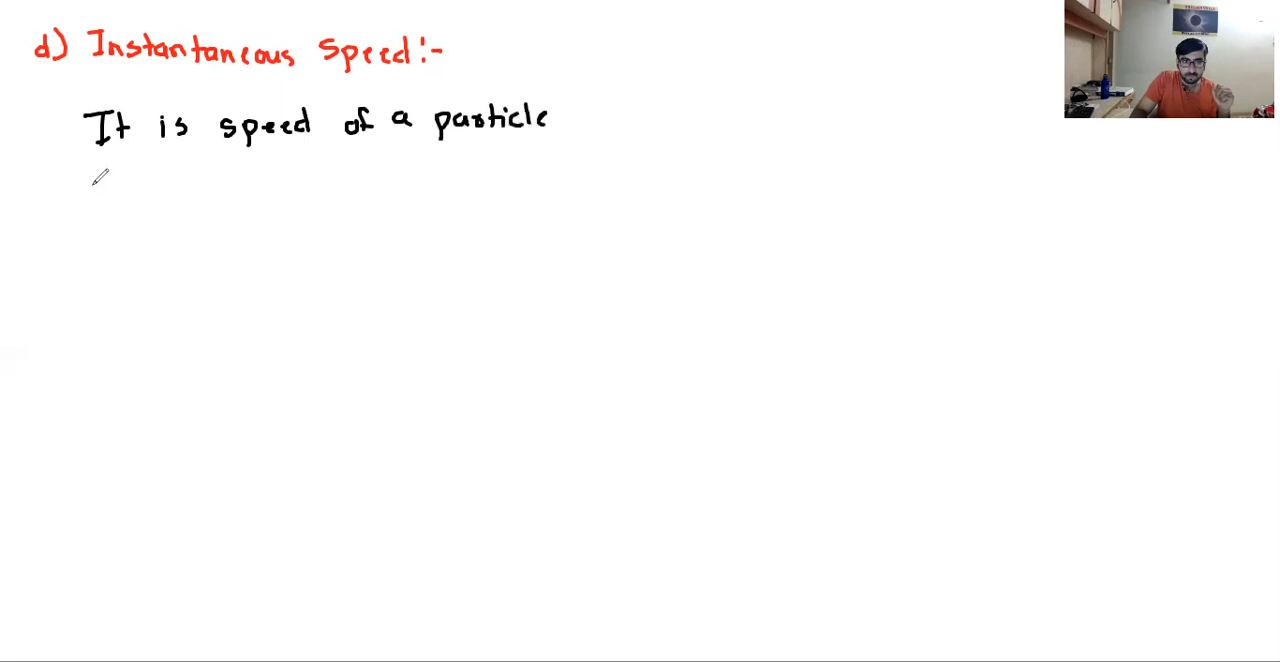 d) Instantaneous Speed:-
It is speed of a particle